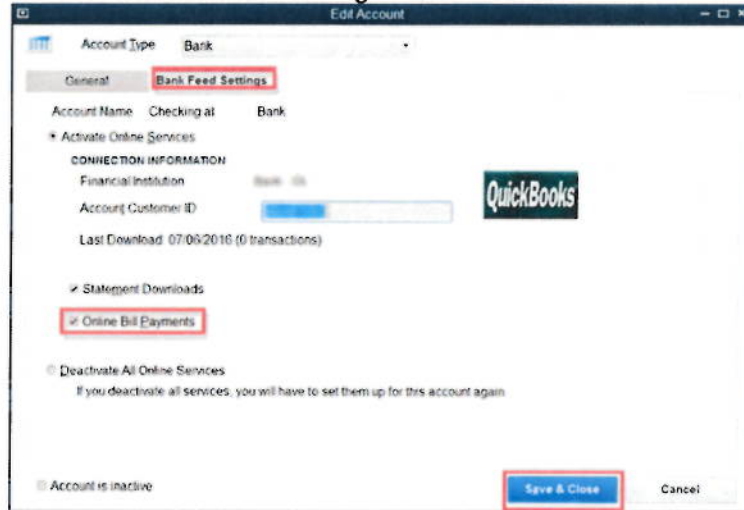 Edit Account
Account Type Bank
General Bank Feed Settings
Account Name Checking at Bank
Activate Online Services
CONNECTION INFORMATION
Financial Institution
Account Customer ID
QuickBooks
Last Download 07/06/2016 (0 transactions)
Statement Downloads
Online Bill Payments
Deactivate All Online Services
If you deactivate all services, you will have to set them up for this account again
Account is inactive
Save & Close Cancel